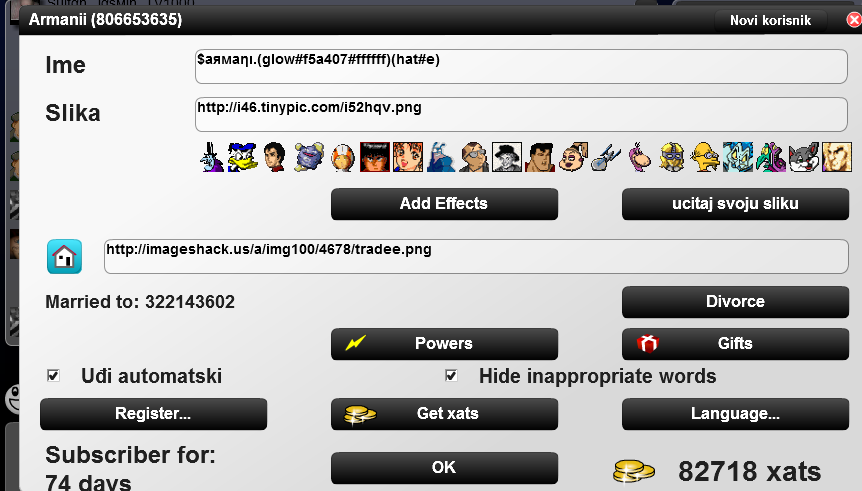 Armanii (806653635)
Novi korisnik
Ime
$aямaηı.(glow#f5a407#ffffff)(hat#e)
Slika
http://i46.tinypic.com/i52hqv.png
Add Effects
ucitaj svoju sliku
http://imageshack.us/a/img100/4678/tradee.png
Married to: 322143602
Divorce
Powers
Gifts
Uđi automatski
Hide inappropriate words
Register...
Get xats
Language...
Subscriber for:
74 days
OK
82718 xats